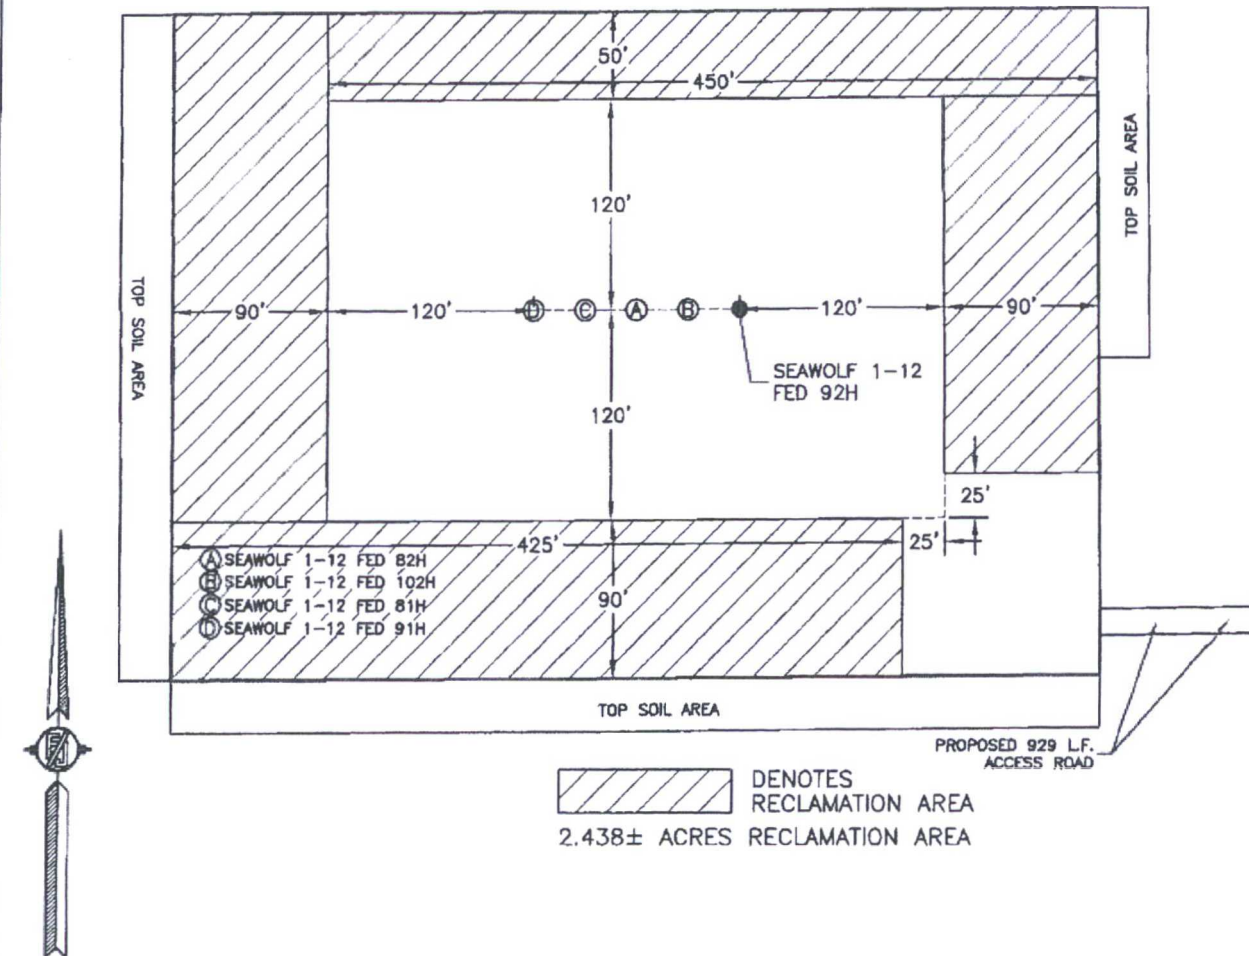 50'
450'
TOP SOIL AREA
120'
TOP SOIL AREA
90'
120'
D
C
A
B
120'
90'
SEAWOLF 1-12
FED 92H
120'
25'
425'
25'
A SEAWOLF 1-12 FED 82H
B SEAWOLF 1-12 FED 102H
C SEAWOLF 1-12 FED 81H
D SEAWOLF 1-12 FED 91H
90'
TOP SOIL AREA
PROPOSED 929 L.F.
ACCESS ROAD
DENOTES
RECLAMATION AREA
2.438± ACRES RECLAMATION AREA